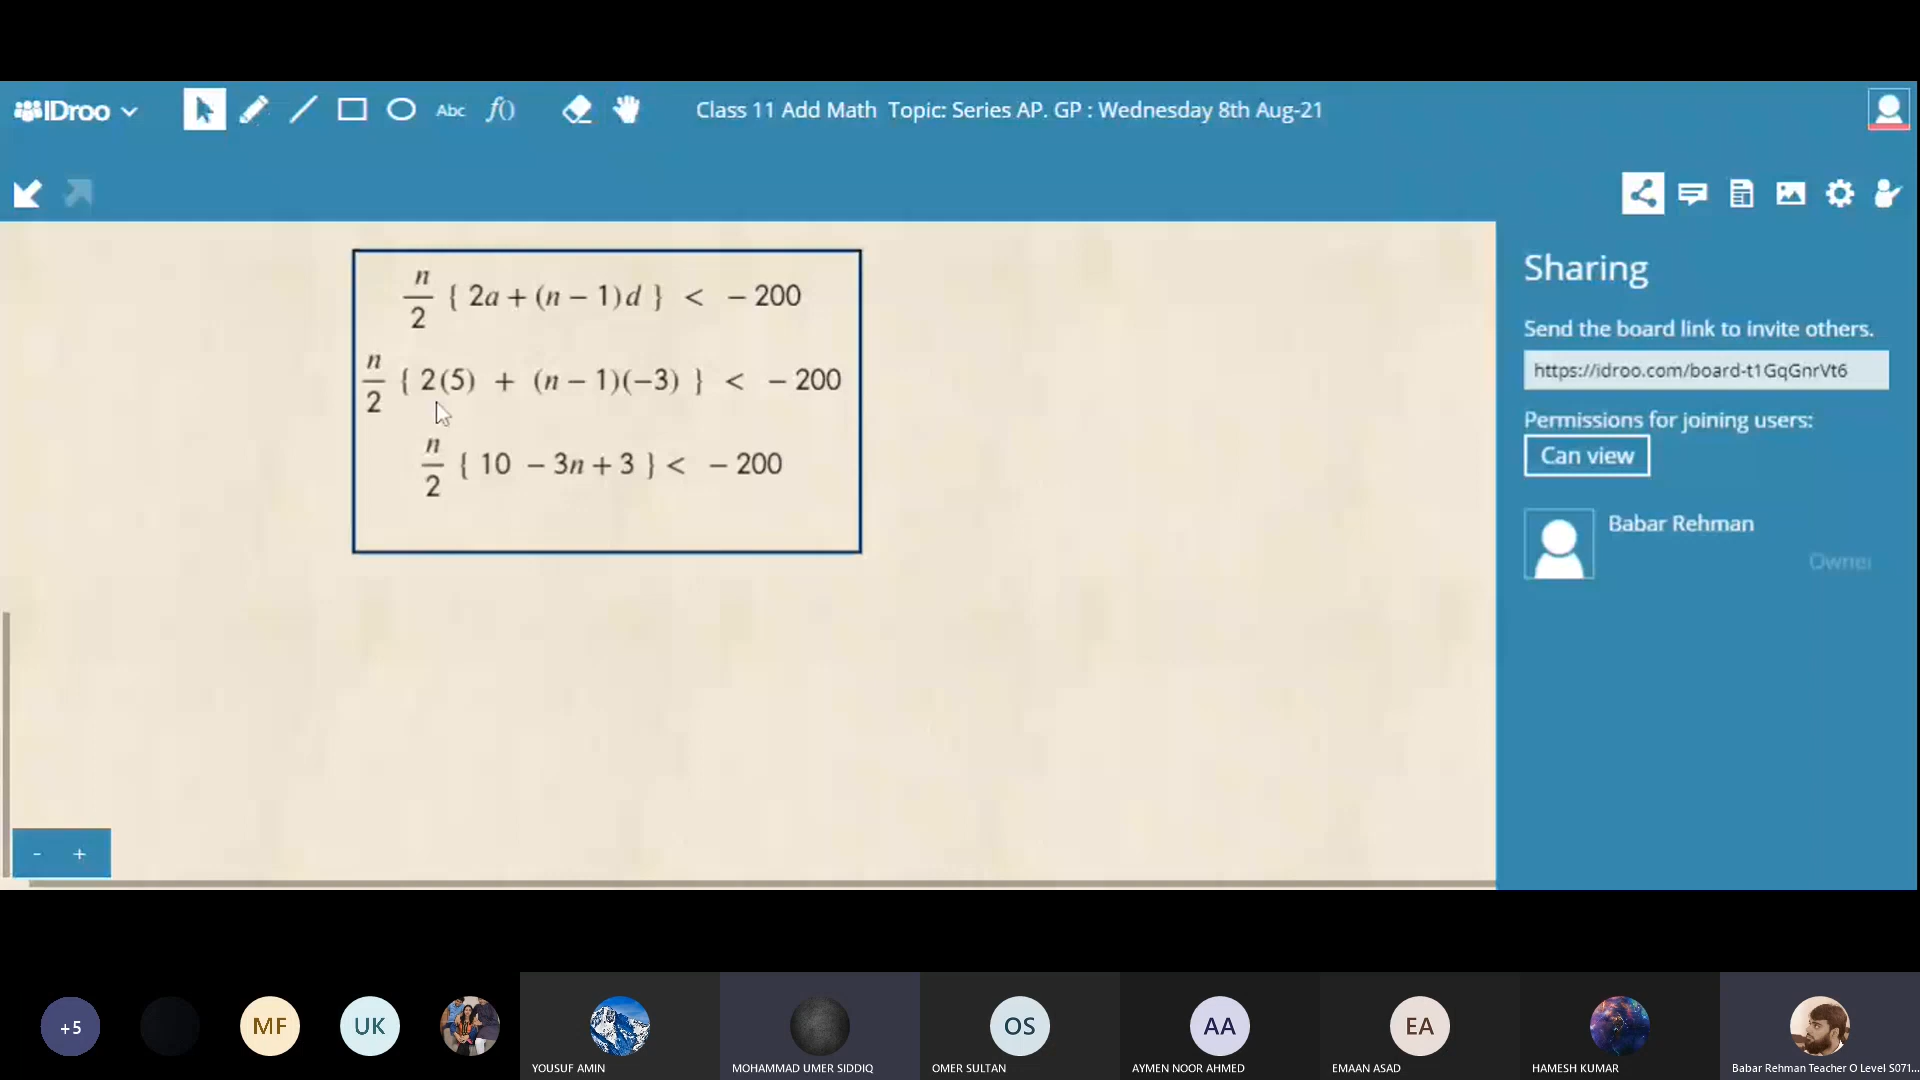 IDroo
Abc
f()
Class 11 Add Math Topic: Series AP. GP : Wednesday 8th Aug-21
n/2 { 2a + (n − 1)d } < − 200
n/2 { 2(5) + (n − 1)(−3) } < − 200
n/2 { 10 − 3n + 3 } < − 200
Sharing
Send the board link to invite others.
https://idroo.com/board-t1GqGnrVt6
Permissions for joining users:
Can view
Babar Rehman
Owner
- +
+5
MF
UK
OS
AA
EA
YOUSUF AMIN
MOHAMMAD UMER SIDDIQ
OMER SULTAN
AYMEN NOOR AHMED
EMAAN ASAD
HAMESH KUMAR
Babar Rehman Teacher O Level S071...